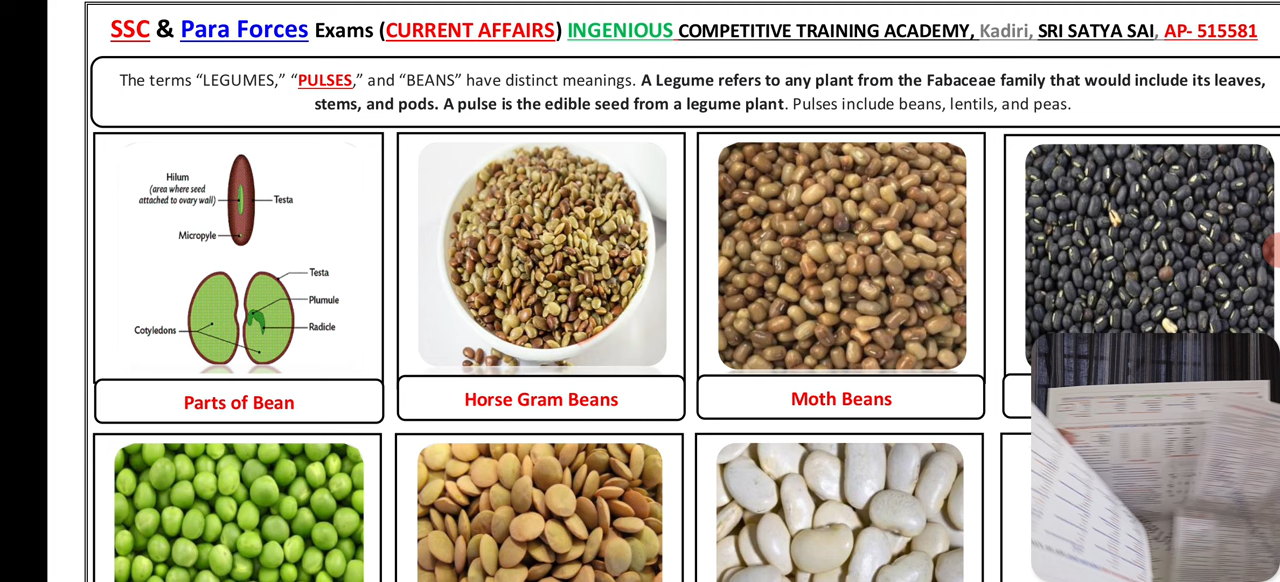 SSC & Para Forces Exams (CURRENT AFFAIRS) INGENIOUS COMPETITIVE TRAINING ACADEMY, Kadiri, SRI SATYA SAI, AP- 515581
The terms “LEGUMES,” “PULSES,” and “BEANS” have distinct meanings. A Legume refers to any plant from the Fabaceae family that would include its leaves,
stems, and pods. A pulse is the edible seed from a legume plant. Pulses include beans, lentils, and peas.
Hilum
(area where seed
attached to ovary wall)
Testa
Micropyle
Testa
Plumule
Radicle
Cotyledons
Parts of Bean
Horse Gram Beans
Moth Beans